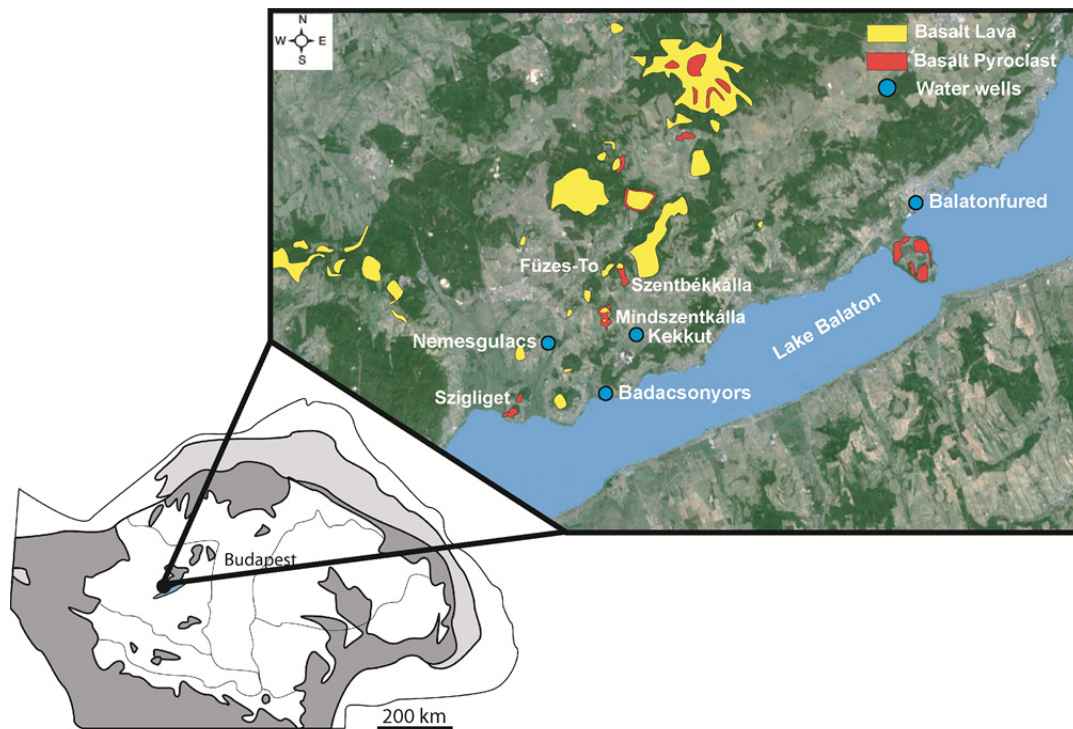 N
W E
S
Basalt Lava
Basalt Pyroclast
Water wells
Balatonfured
Füzes-To
Szentbékkálla
Mindszentkálla
Kekkut
Nemesgulacs
Lake Balaton
Szigliget
Badacsonyors
Budapest
200 km